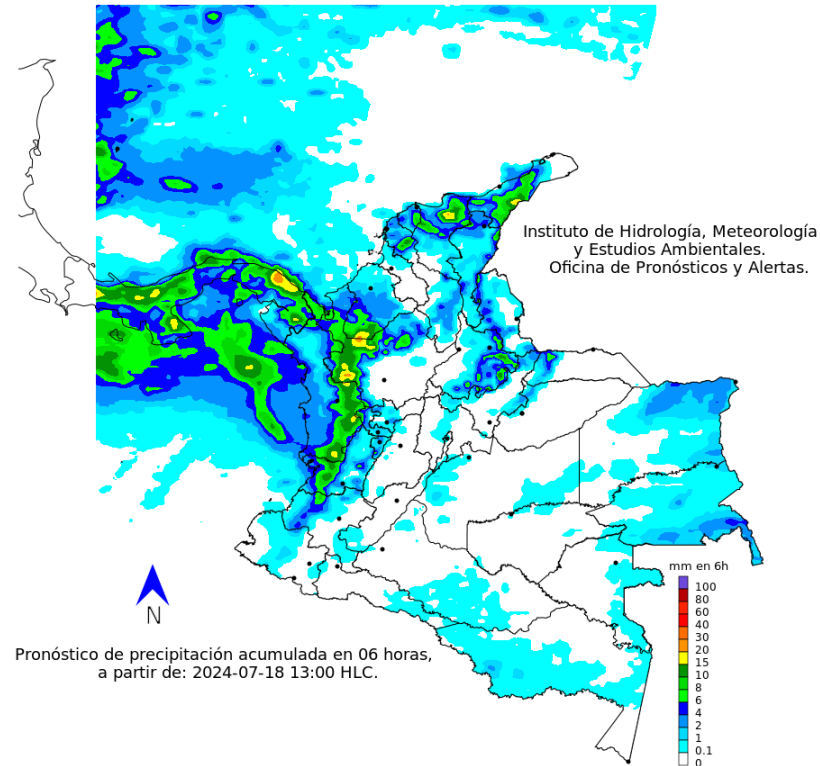 Instituto de Hidrología, Meteorología
y Estudios Ambientales.
Oficina de Pronósticos y Alertas.
mm en 6h
100
80
60
40
30
20
15
10
8
6
4
2
1
0.1
0
N
Pronóstico de precipitación acumulada en 06 horas,
a partir de: 2024-07-18 13:00 HLC.